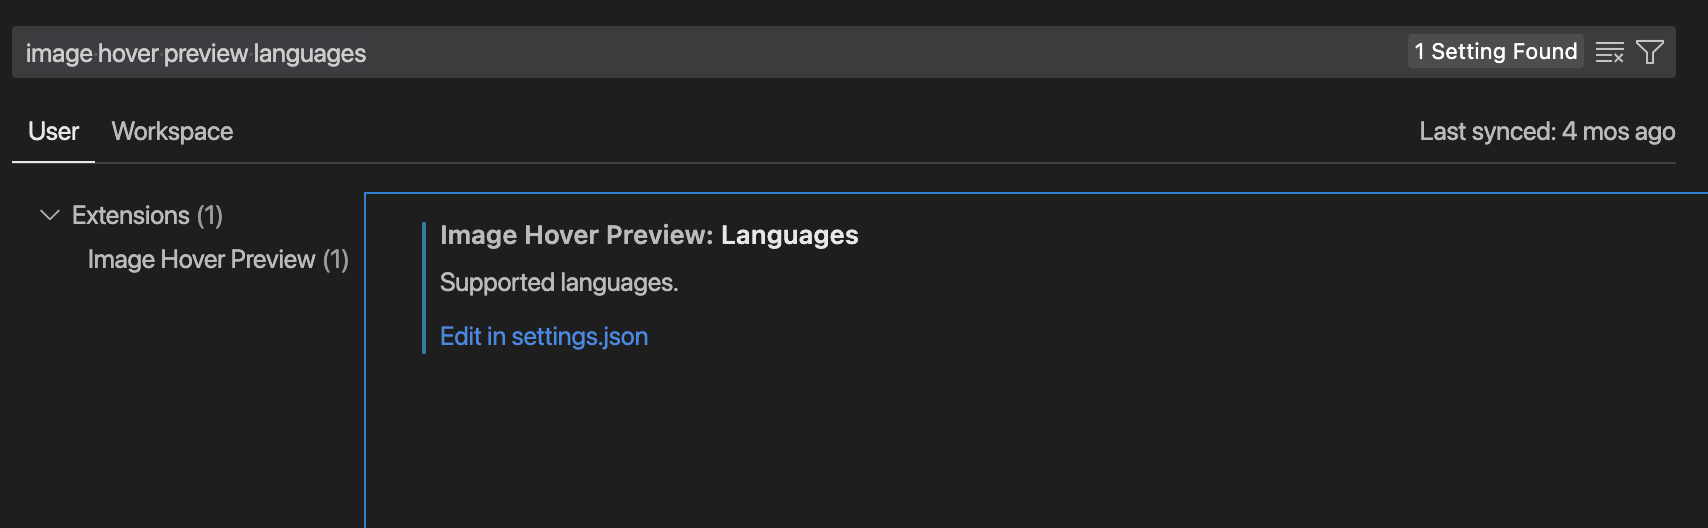 image hover preview languages
1 Setting Found
User
Workspace
Last synced: 4 mos ago
Extensions (1)
Image Hover Preview (1)
Image Hover Preview: Languages
Supported languages.
Edit in settings.json